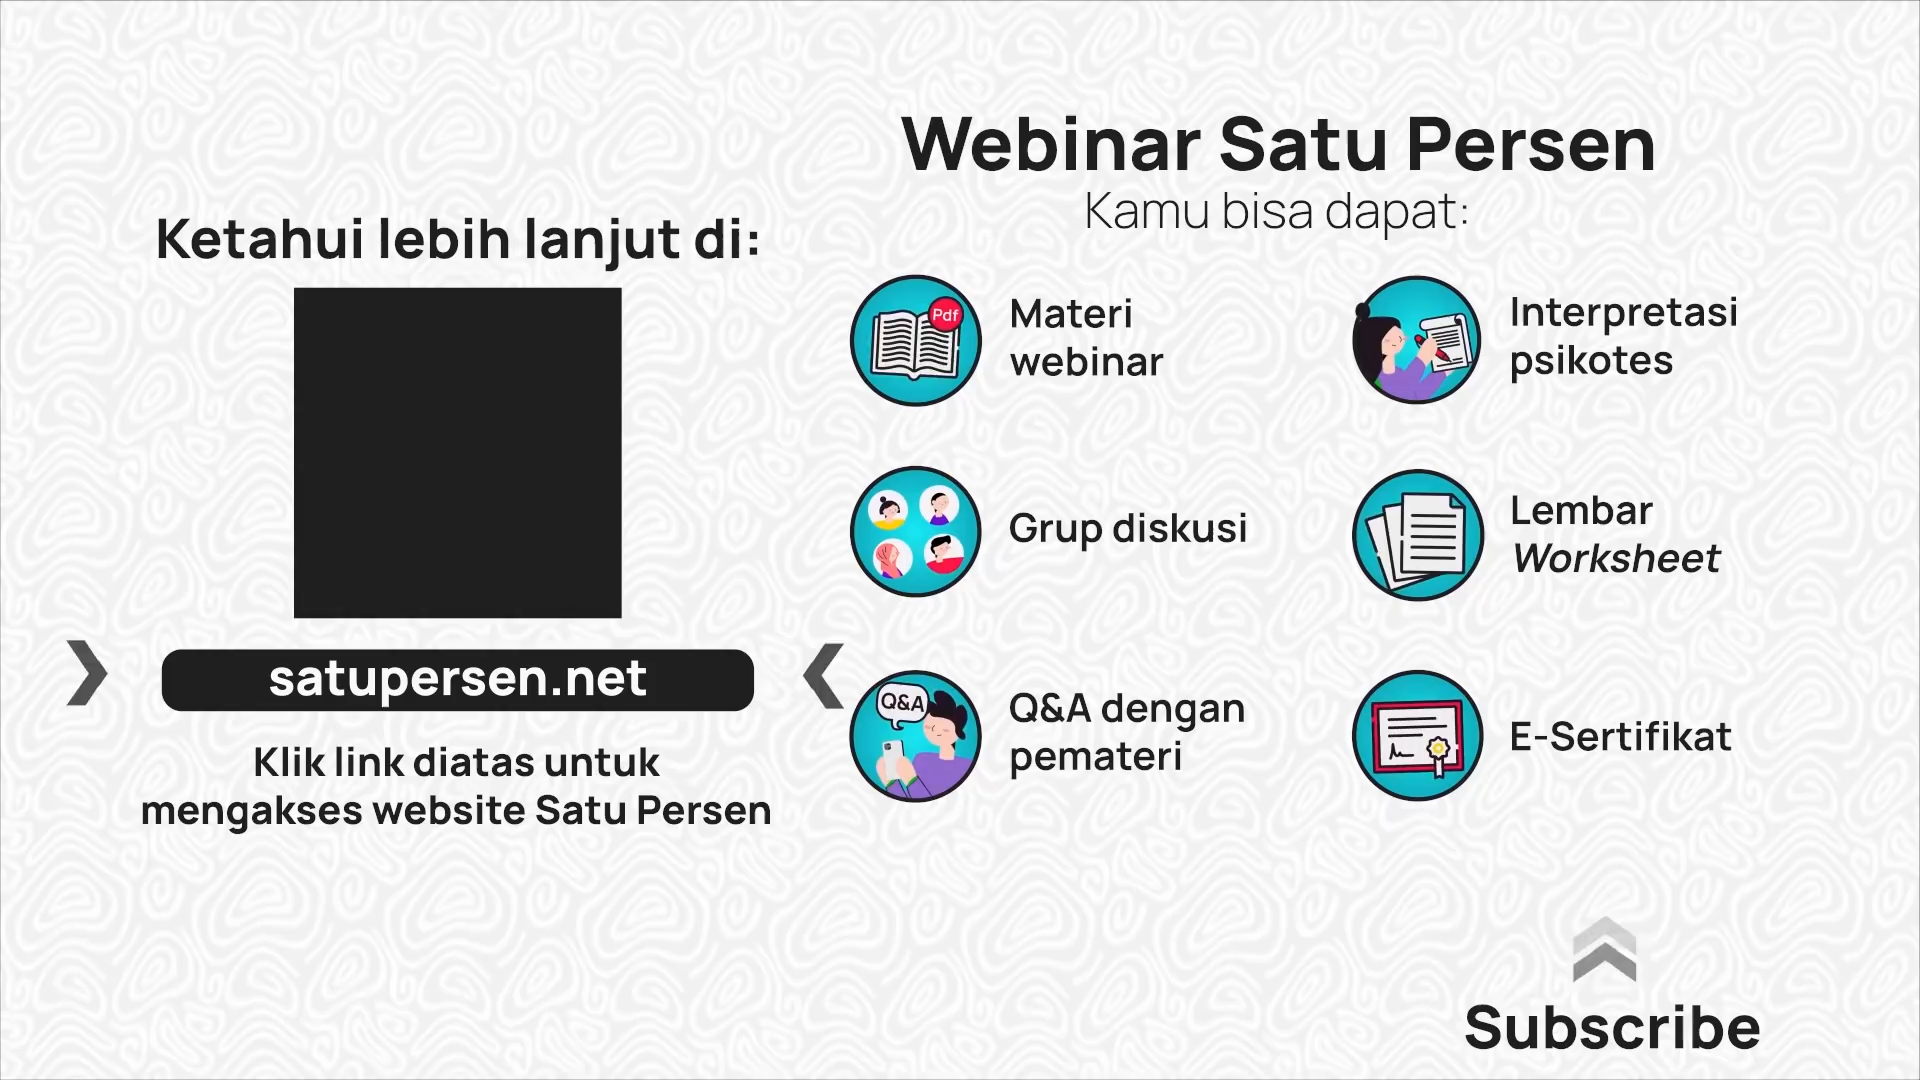 Ketahui lebih lanjut di:
satupersen.net
Klik link diatas untuk
mengakses website Satu Persen
Webinar Satu Persen
Kamu bisa dapat:
Pdf
Materi
webinar
Interpretasi
psikotes
Grup diskusi
Lembar
Worksheet
Q&A
Q&A dengan
pemateri
E-Sertifikat
Subscribe